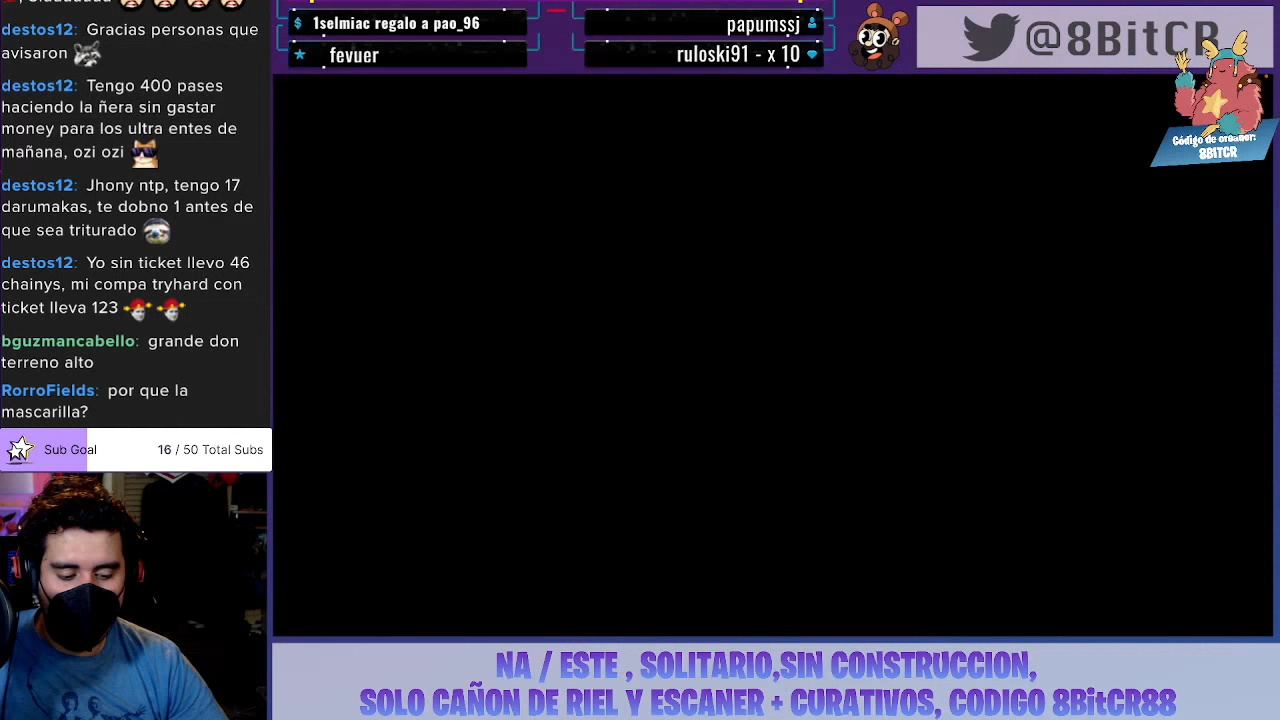 destos12: Gracias personas que
avisaron
destos12: Tengo 400 pases
haciendo la ñera sin gastar
money para los ultra entes de
mañana, ozi ozi
destos12: Jhony ntp, tengo 17
darumakas, te dobno 1 antes de
que sea triturado
destos12: Yo sin ticket llevo 46
chainys, mi compa tryhard con
ticket lleva 123
bguzmancabello: grande don
terreno alto
RorroFields: por que la
mascarilla?
Sub Goal 16 / 50 Total Subs
$ 1selmiac regalo a pao_96
fevuer
papumssj
ruloski91 - x 10
@8BitCR
Código de creador:
8BITCR
NA / ESTE , SOLITARIO,SIN CONSTRUCCION,
SOLO CAÑON DE RIEL Y ESCANER + CURATIVOS, CODIGO 8BitCR88